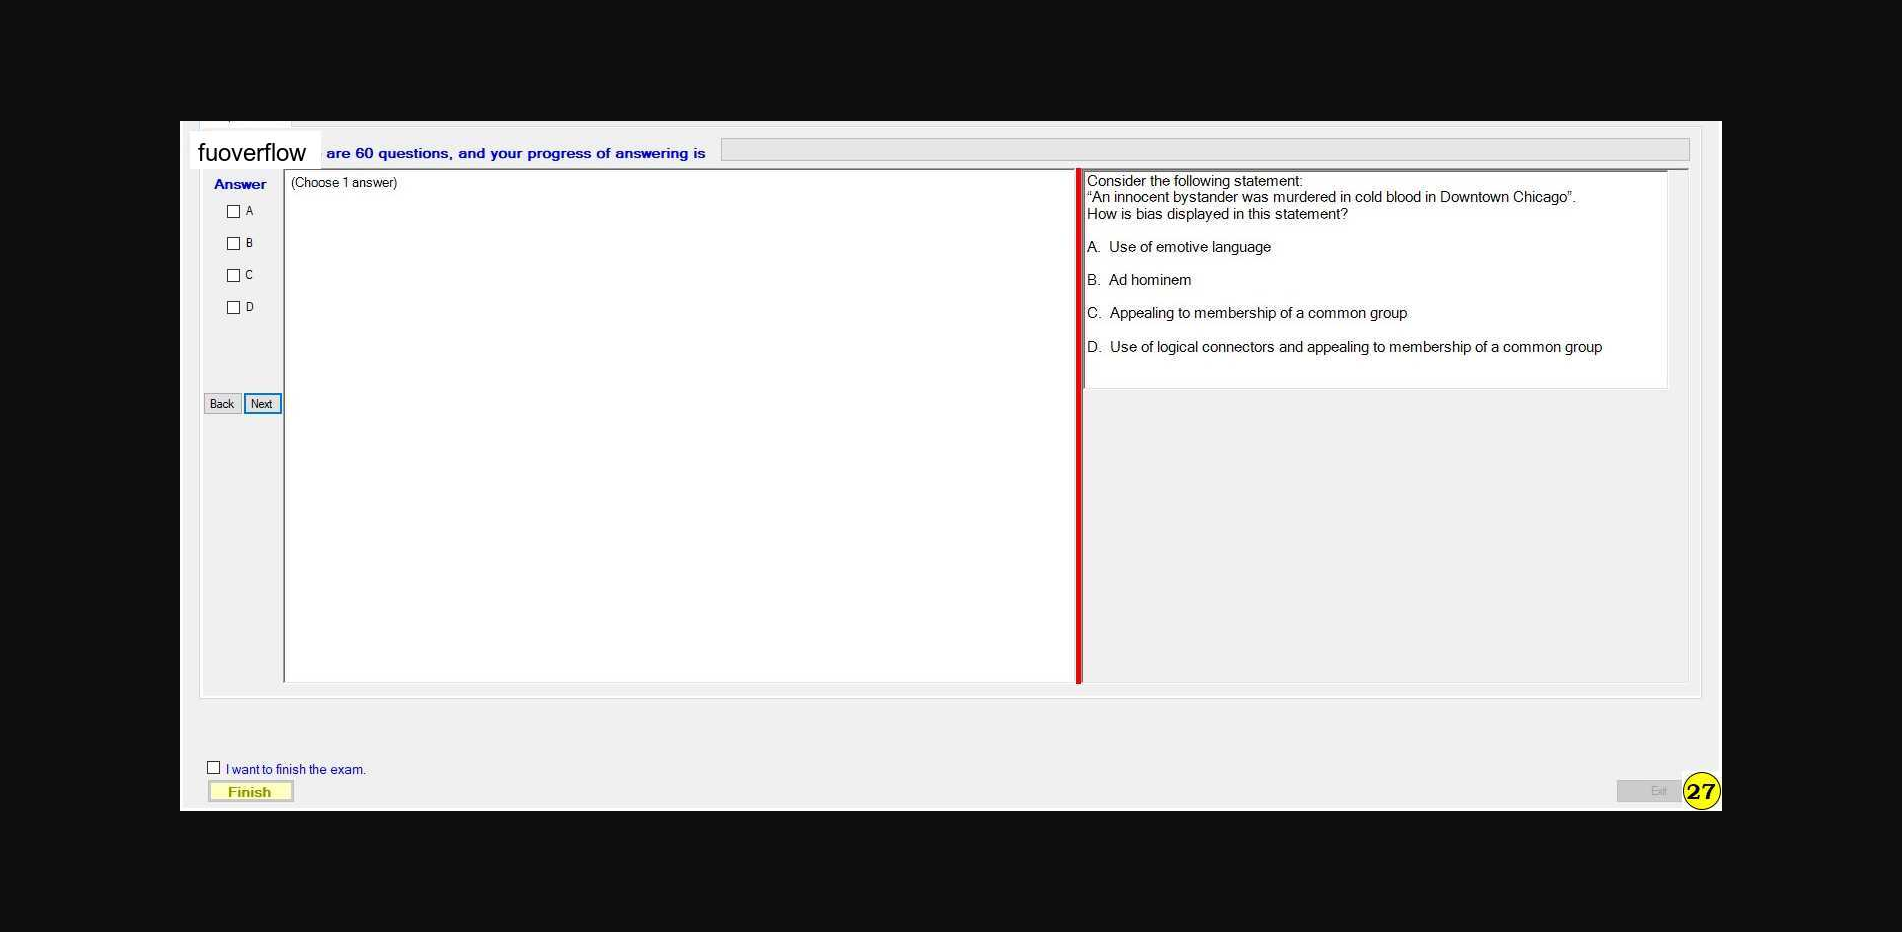 fuoverflow are 60 questions, and your progress of answering is
Answer
A
B
C
D
Back Next
(Choose 1 answer)
Consider the following statement:
“An innocent bystander was murdered in cold blood in Downtown Chicago”.
How is bias displayed in this statement?
A. Use of emotive language
B. Ad hominem
C. Appealing to membership of a common group
D. Use of logical connectors and appealing to membership of a common group
I want to finish the exam.
Finish
Exit
27